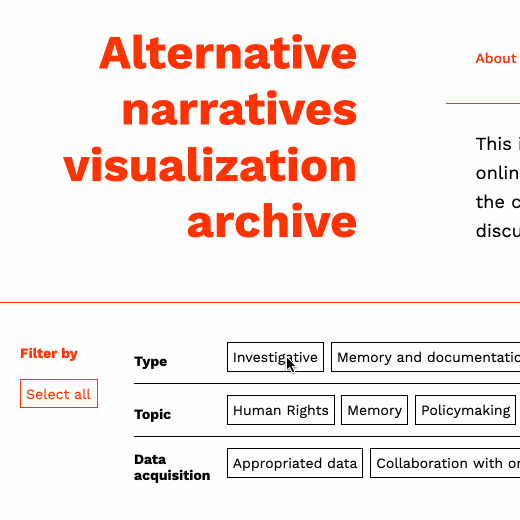 Alternative
narratives
visualization
archive
About
This
onlin
the c
discu
Filter by
Select all
Type
Investigative
Memory and documentatio
Topic
Human Rights
Memory
Policymaking
Data
acquisition
Appropriated data
Collaboration with or